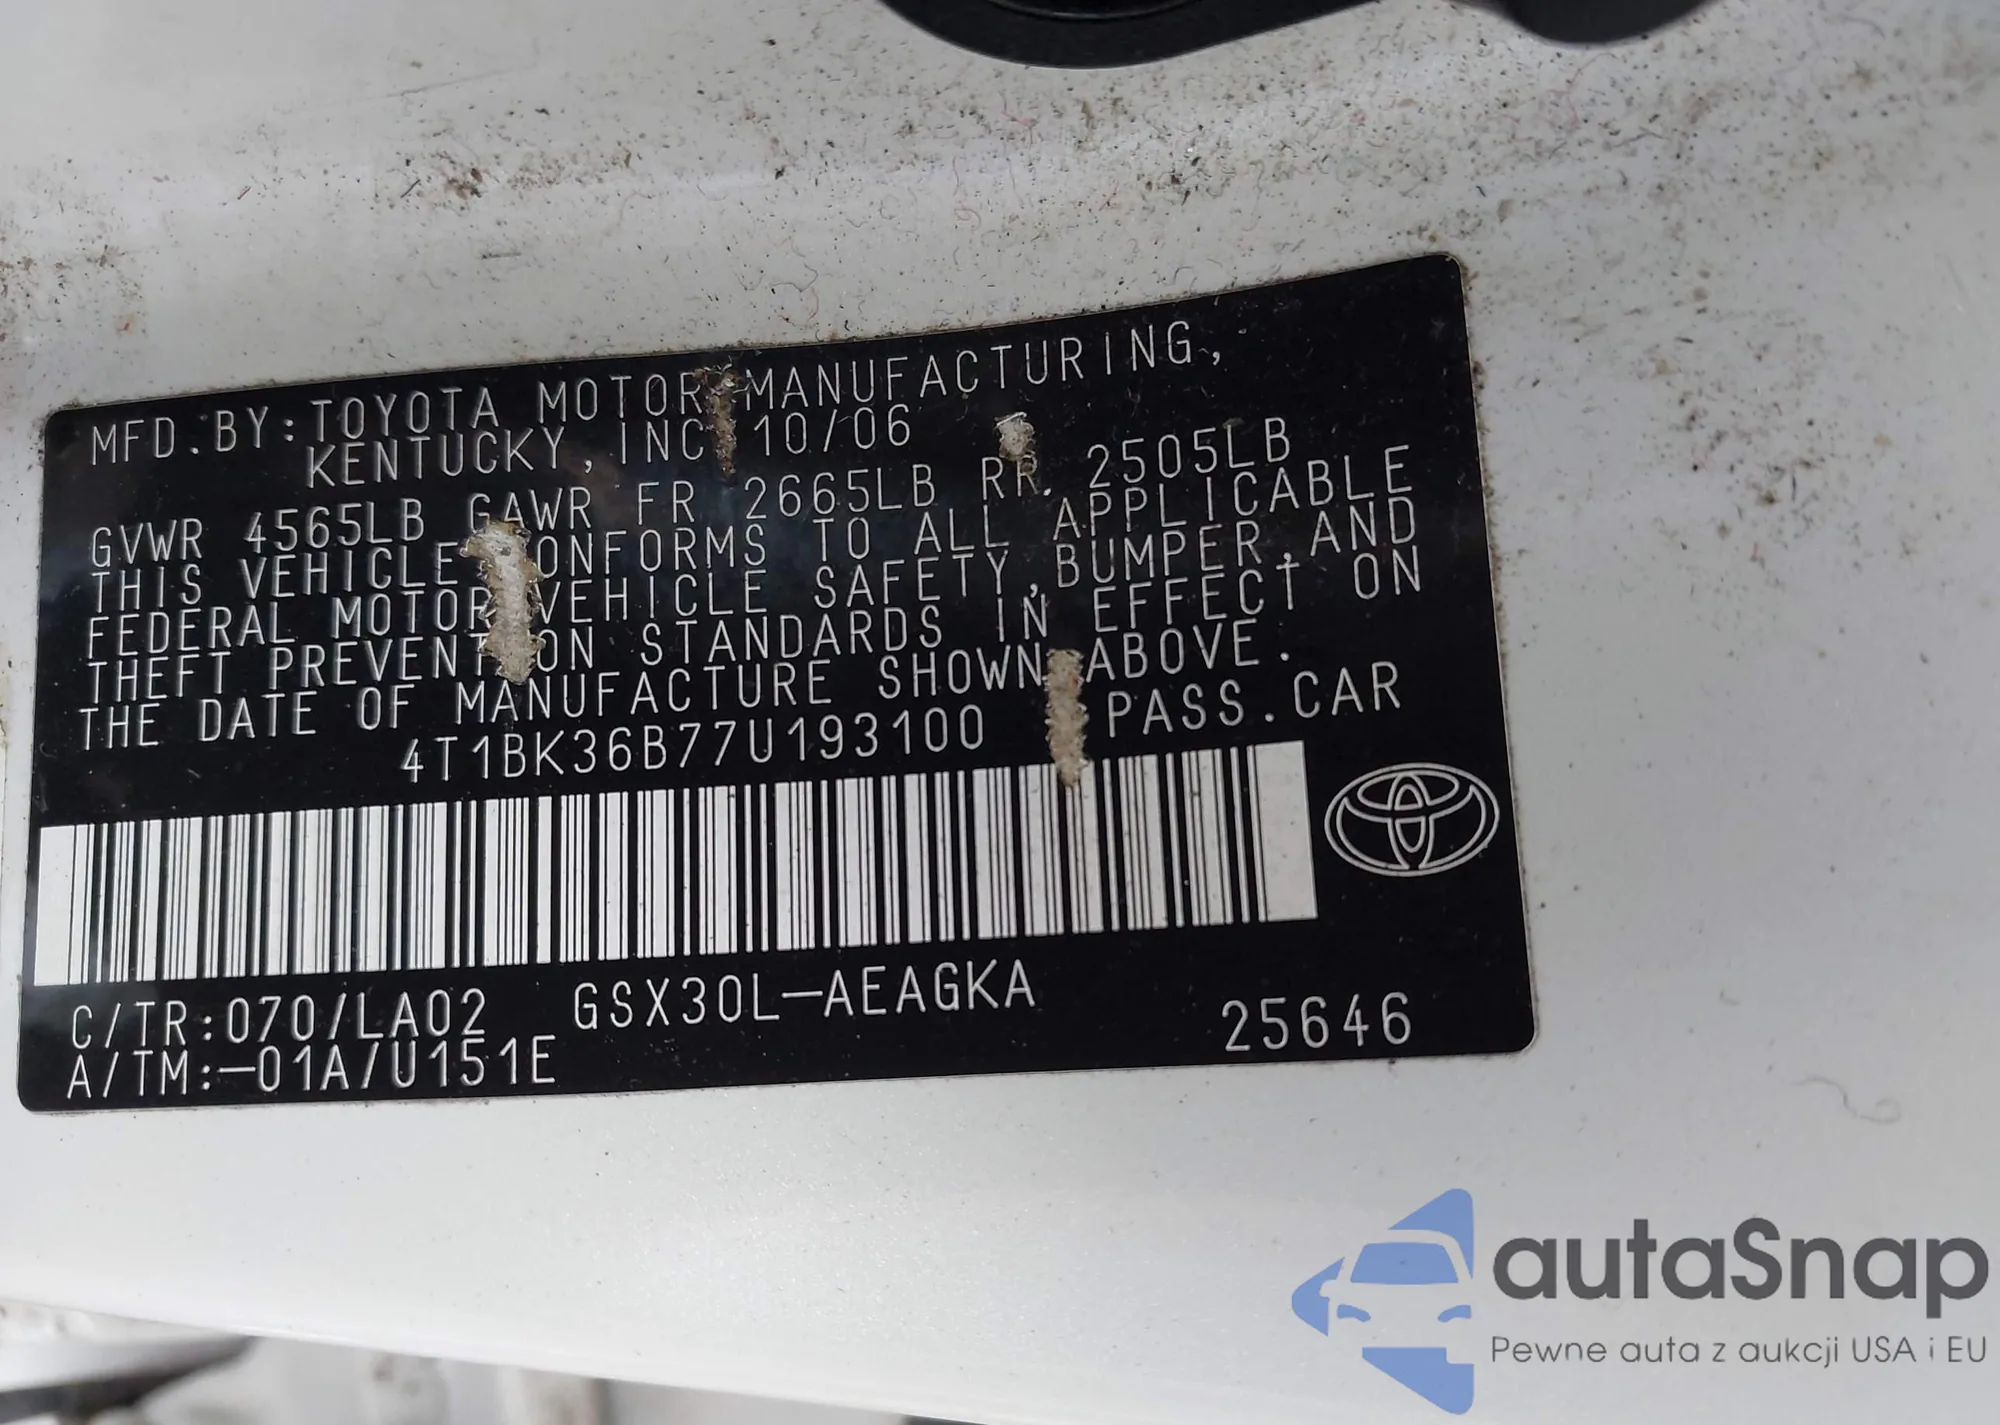 MFD. BY: TOYOTA MOTOR MANUFACTURING,
KENTUCKY, INC 10/06
GVWR 4565LB GAWR FR 2665LB RR. 2505LB
THIS VEHICLE CONFORMS TO ALL APPLICABLE
FEDERAL MOTOR VEHICLE SAFETY, BUMPER, AND
THEFT PREVENTION STANDARDS IN EFFECT ON
THE DATE OF MANUFACTURE SHOWN ABOVE.
4T1BK36B77U193100 PASS. CAR
C/TR:070/LA02 GSX30L-AEAGKA
A/TM:-01A/U151E 25646
autaSnap
Pewne auta z aukcji USA i EU